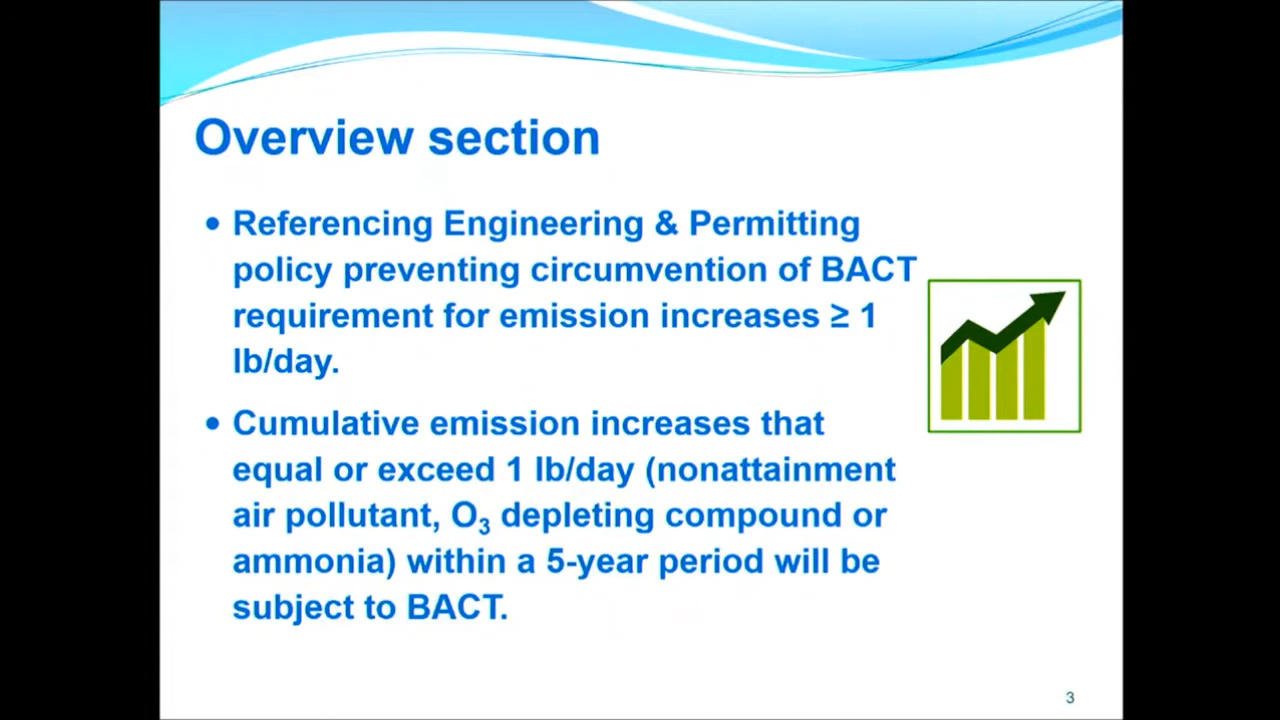 Overview section
• Referencing Engineering & Permitting
policy preventing circumvention of BACT
requirement for emission increases ≥ 1
lb/day.
• Cumulative emission increases that
equal or exceed 1 lb/day (nonattainment
air pollutant, O₃ depleting compound or
ammonia) within a 5-year period will be
subject to BACT.
3